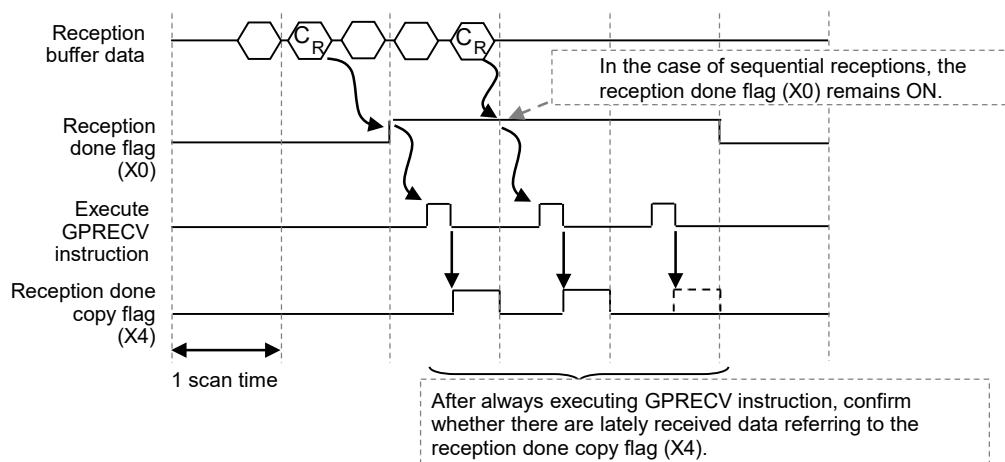 Reception
buffer data
C R
C R
In the case of sequential receptions, the
reception done flag (X0) remains ON.
Reception
done flag
(X0)
Execute
GPRECV
instruction
Reception done
copy flag
(X4)
1 scan time
After always executing GPRECV instruction, confirm
whether there are lately received data referring to the
reception done copy flag (X4).